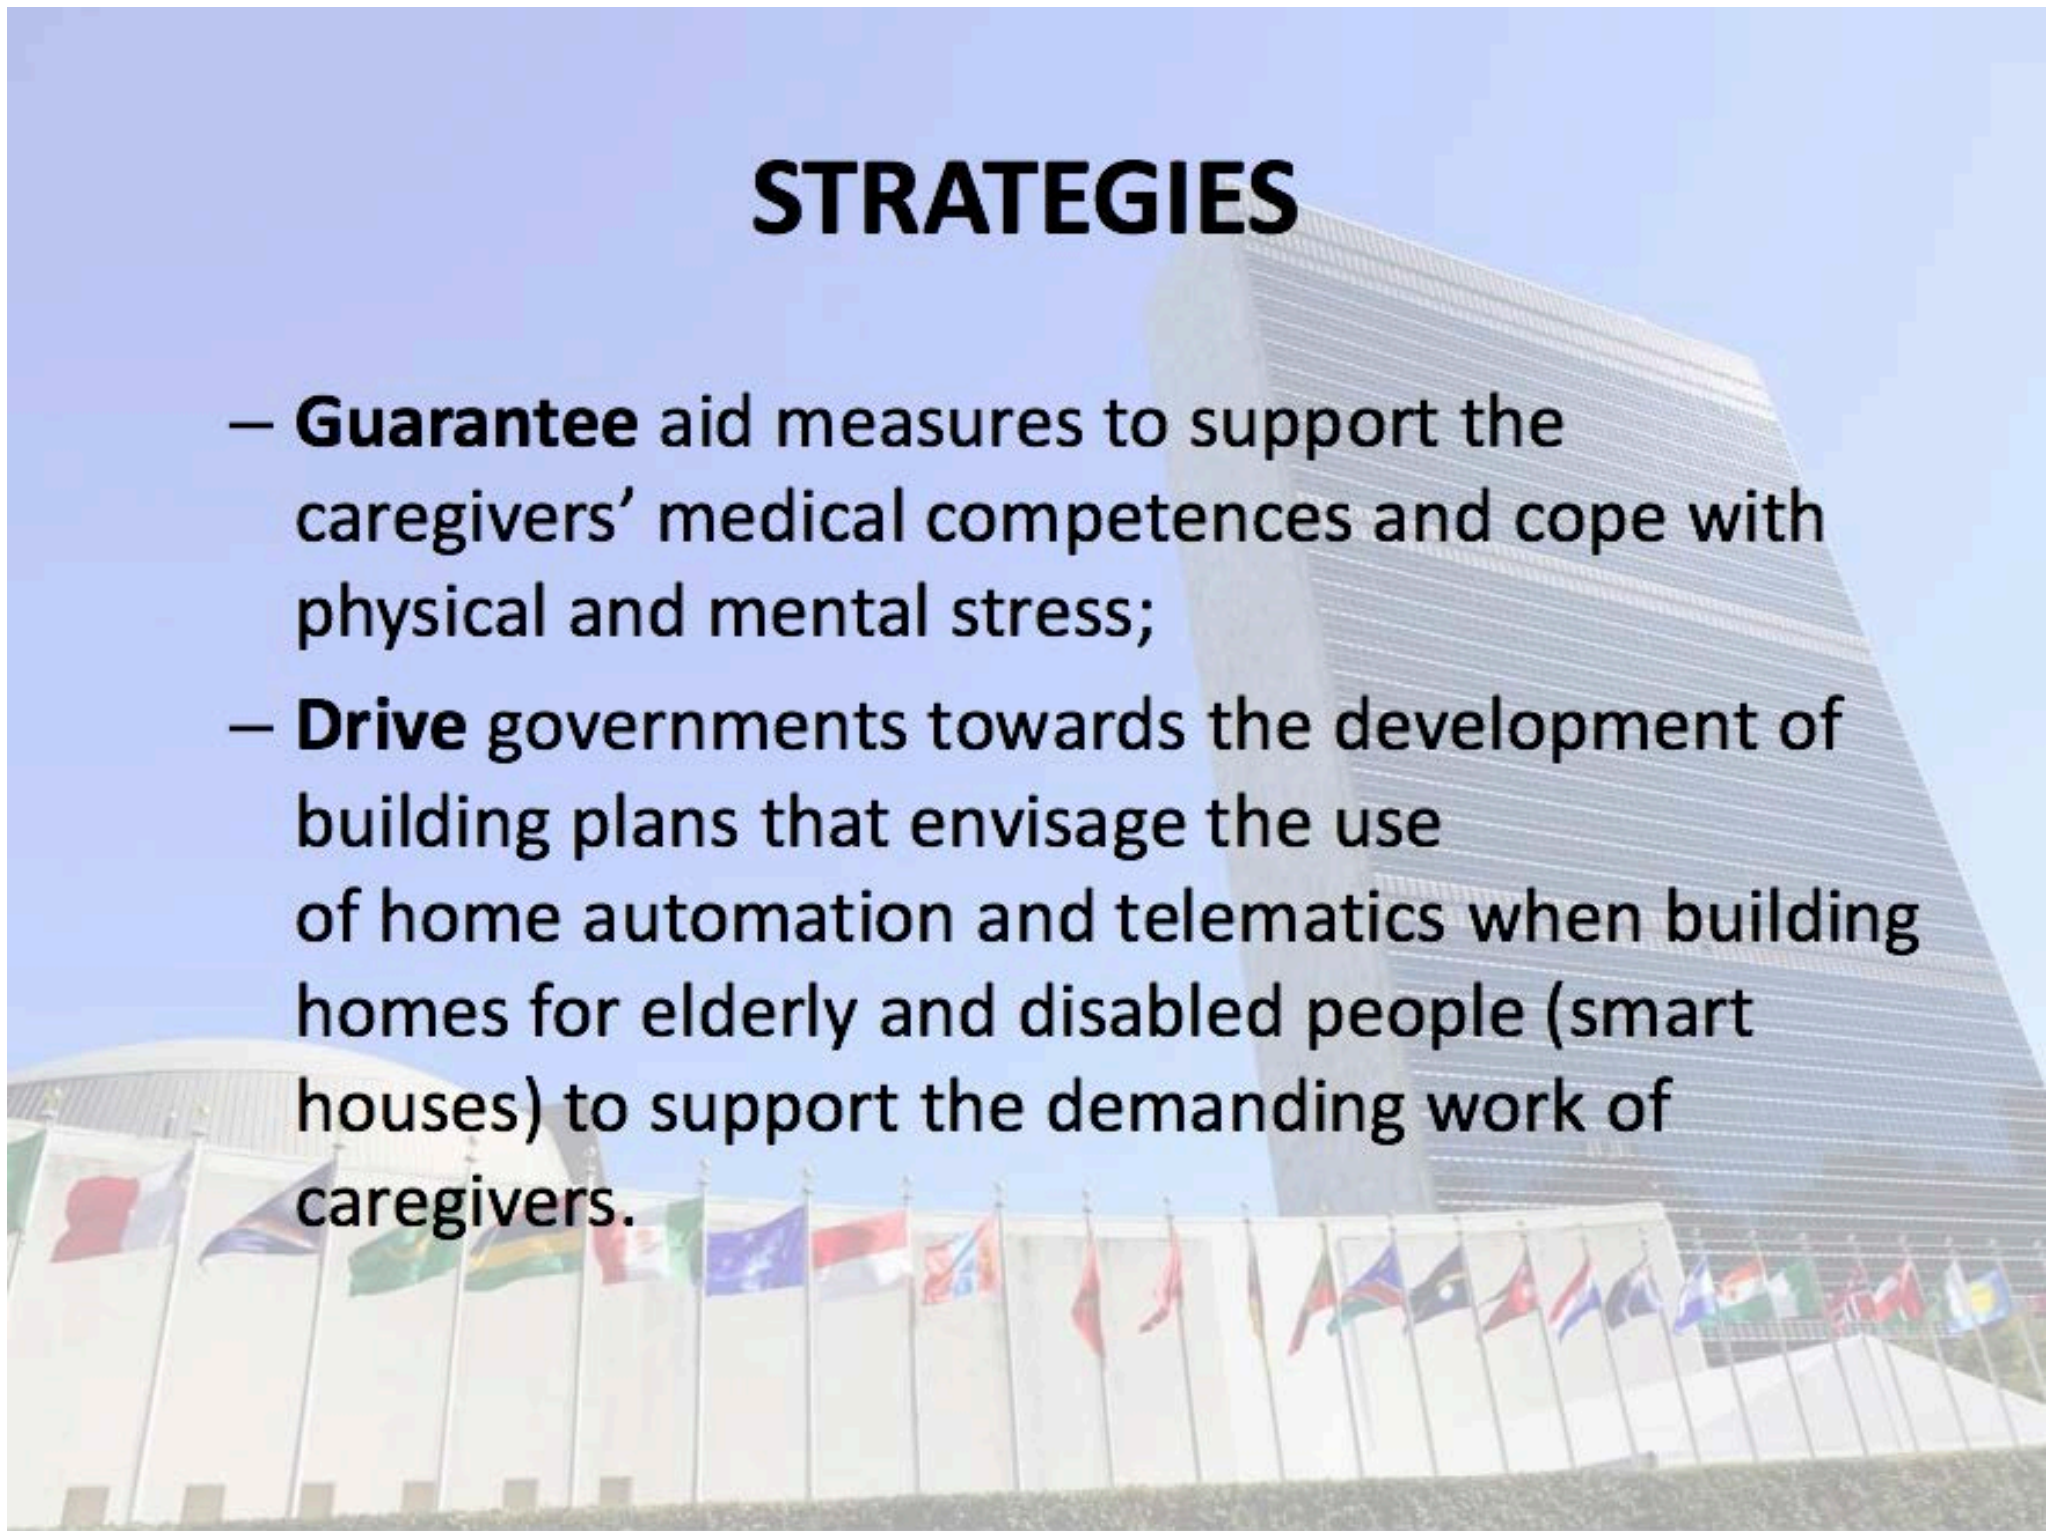 STRATEGIES
– Guarantee aid measures to support the
caregivers’ medical competences and cope with
physical and mental stress;
– Drive governments towards the development of
building plans that envisage the use
of home automation and telematics when building
homes for elderly and disabled people (smart
houses) to support the demanding work of
caregivers.